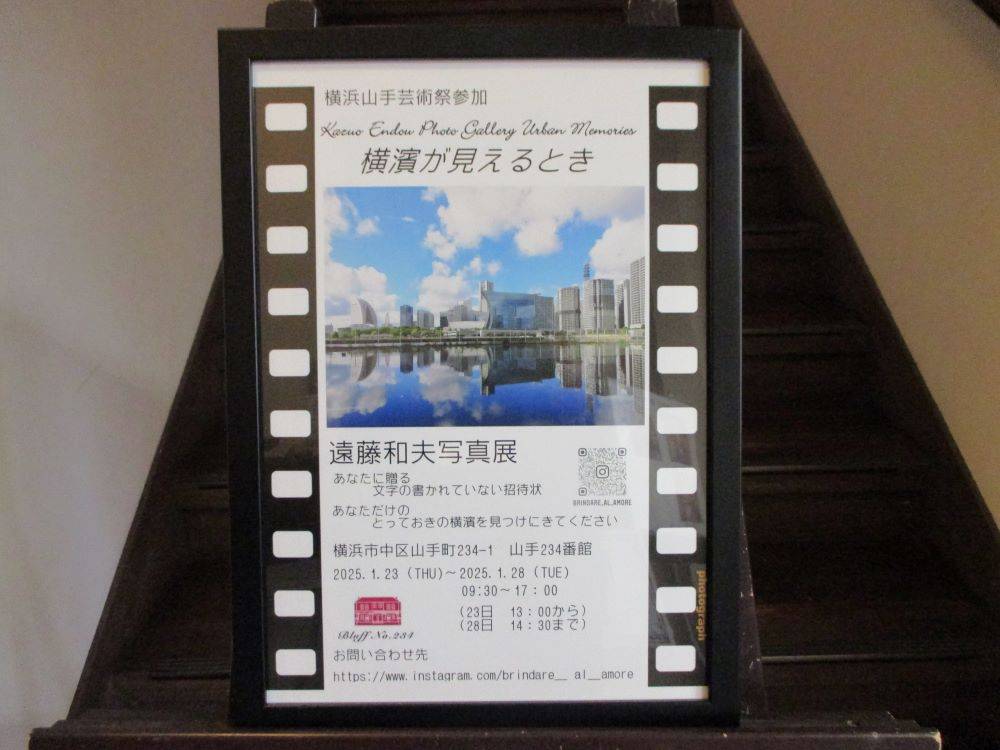 横浜山手芸術祭参加
Kazuo Endou Photo Gallery Urban Memories
横濱が見えるとき
遠藤和夫写真展
あなたに贈る
文字の書かれていない招待状
BRINDARE_AL_AMORE
あなただけの
とっておきの横濱を見つけにきてください
横浜市中区山手町234-1 山手234番館
2025.1.23 (THU)～2025.1.28 (TUE)
09:30～17：00
(23日 13：00から)
(28日 14：30まで)
Bluff No.234
photograph
お問い合わせ先
https://www.instagram.com/brindare__ al__amore